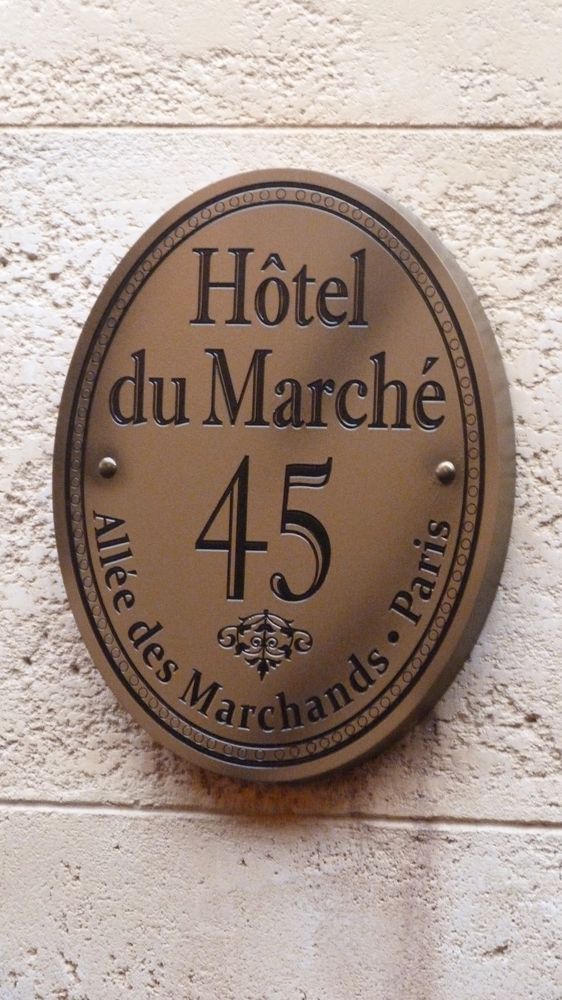 Hôtel
du Marché
45
Allée des Marchands • Paris